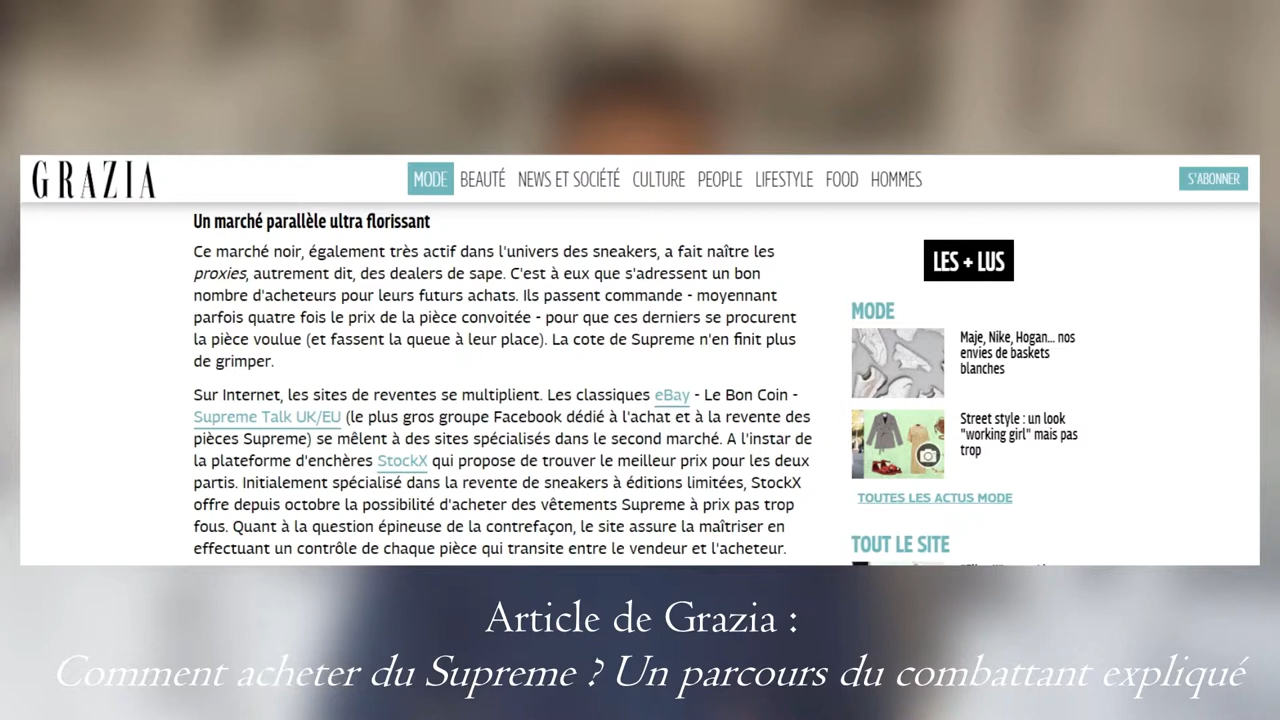 GRAZIA
MODE BEAUTÉ NEWS ET SOCIÉTÉ CULTURE PEOPLE LIFESTYLE FOOD HOMMES
S'ABONNER
Un marché parallèle ultra florissant
Ce marché noir, également très actif dans l'univers des sneakers, a fait naître les
proxies, autrement dit, des dealers de sape. C'est à eux que s'adressent un bon
nombre d'acheteurs pour leurs futurs achats. Ils passent commande - moyennant
parfois quatre fois le prix de la pièce convoitée - pour que ces derniers se procurent
la pièce voulue (et fassent la queue à leur place). La cote de Supreme n'en finit plus
de grimper.
Sur Internet, les sites de reventes se multiplient. Les classiques eBay - Le Bon Coin -
Supreme Talk UK/EU (le plus gros groupe Facebook dédié à l'achat et à la revente des
pièces Supreme) se mêlent à des sites spécialisés dans le second marché. A l'instar de
la plateforme d'enchères StockX qui propose de trouver le meilleur prix pour les deux
partis. Initialement spécialisé dans la revente de sneakers à éditions limitées, StockX
offre depuis octobre la possibilité d'acheter des vêtements Supreme à prix pas trop
fous. Quant à la question épineuse de la contrefaçon, le site assure la maîtriser en
effectuant un contrôle de chaque pièce qui transite entre le vendeur et l'acheteur.
LES + LUS
MODE
Maje, Nike, Hogan... nos
envies de baskets
blanches
Street style : un look
"working girl" mais pas
trop
TOUTES LES ACTUS MODE
TOUT LE SITE
Article de Grazia :
Comment acheter du Supreme ? Un parcours du combattant expliqué